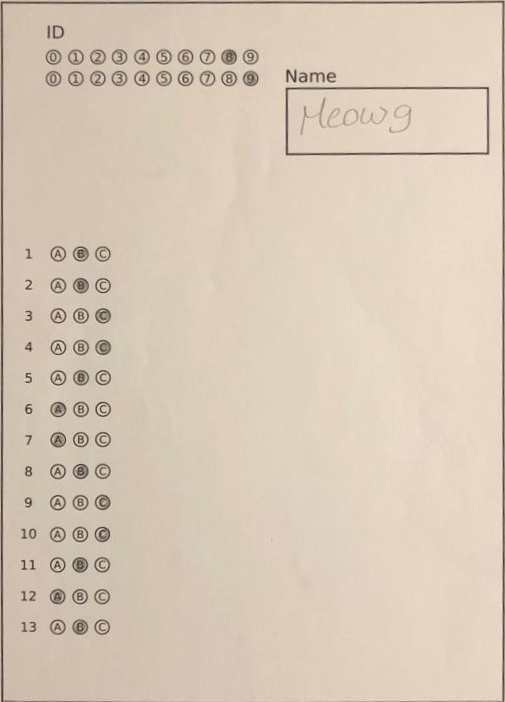 ID
0 1 2 3 4 5 6 7 8 9
0 1 2 3 4 5 6 7 8 9
Name
Meowg
1 A B C
2 A B C
3 A B C
4 A B C
5 A B C
6 A B C
7 A B C
8 A B C
9 A B C
10 A B C
11 A B C
12 A B C
13 A B C